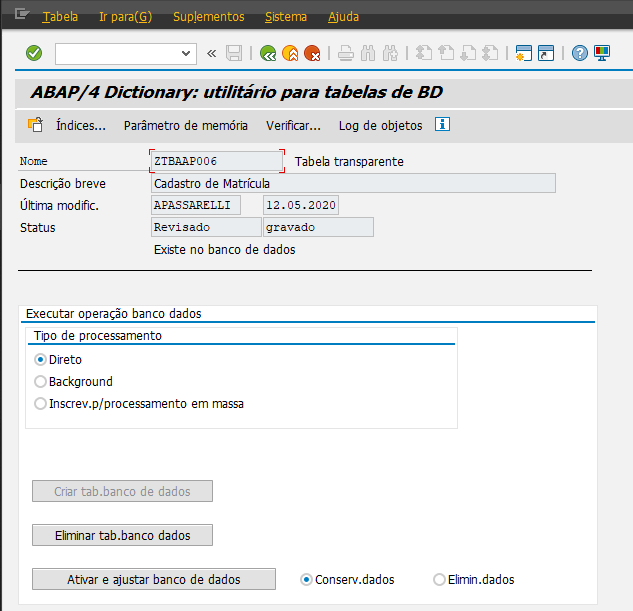 Tabela Ir para(G) Suplementos Sistema Ajuda
ABAP/4 Dictionary: utilitário para tabelas de BD
Índices... Parâmetro de memória Verificar... Log de objetos
Nome ZTBAAP006 Tabela transparente
Descrição breve Cadastro de Matrícula
Última modific. APASSARELLI 12.05.2020
Status Revisado gravado
Existe no banco de dados
Executar operação banco dados
Tipo de processamento
Direto
Background
Inscrev.p/processamento em massa
Criar tab.banco de dados
Eliminar tab.banco dados
Ativar e ajustar banco de dados Conserv.dados Elimin.dados